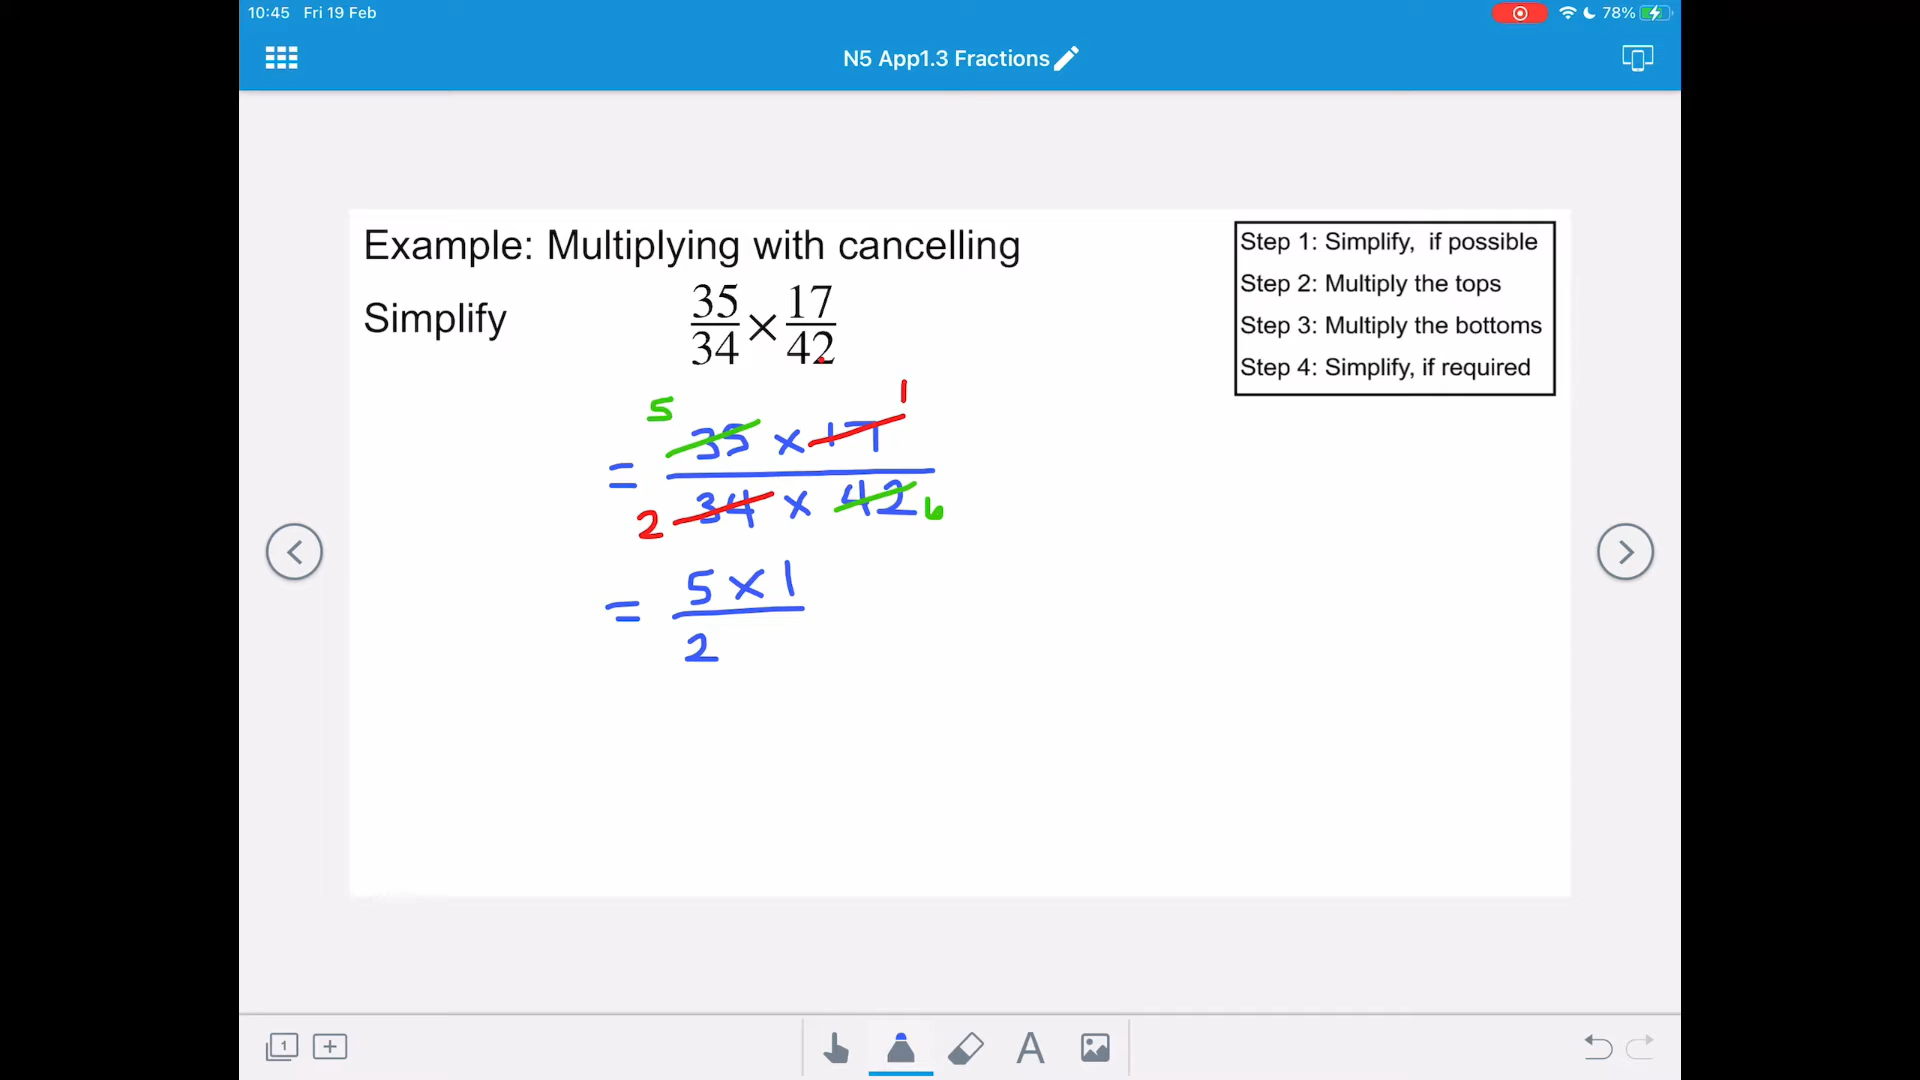 10:45 Fri 19 Feb
78%
N5 App1.3 Fractions
Example: Multiplying with cancelling
Simplify
35/34 × 17/42
Step 1: Simplify, if possible
Step 2: Multiply the tops
Step 3: Multiply the bottoms
Step 4: Simplify, if required
5 1
= 35 × 17
2 34 × 42 6
= 5 × 1
2
1
A